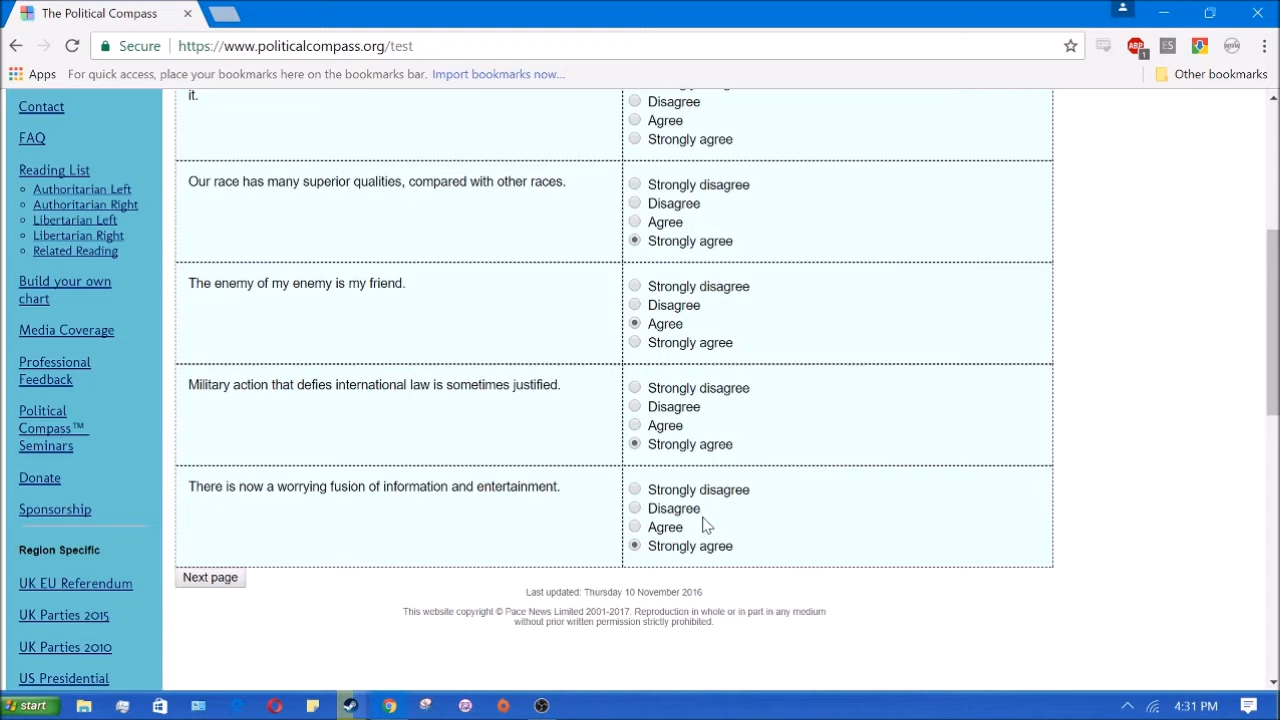 The Political Compass
Secure https://www.politicalcompass.org/test
ABP
1
ES
Apps For quick access, place your bookmarks here on the bookmarks bar. Import bookmarks now... Other bookmarks
Contact
FAQ
Reading List
Authoritarian Left
Authoritarian Right
Libertarian Left
Libertarian Right
Related Reading
Build your own
chart
Media Coverage
Professional
Feedback
Political
Compass™
Seminars
Donate
Sponsorship
Region Specific
UK EU Referendum
UK Parties 2015
UK Parties 2010
US Presidential
it.
Disagree
Agree
Strongly agree
Our race has many superior qualities, compared with other races.
Strongly disagree
Disagree
Agree
Strongly agree
The enemy of my enemy is my friend.
Strongly disagree
Disagree
Agree
Strongly agree
Military action that defies international law is sometimes justified.
Strongly disagree
Disagree
Agree
Strongly agree
There is now a worrying fusion of information and entertainment.
Strongly disagree
Disagree
Agree
Strongly agree
Next page
Last updated: Thursday 10 November 2016
This website copyright © Pace News Limited 2001-2017. Reproduction in whole or in part in any medium
without prior written permission strictly prohibited.
start
4:31 PM